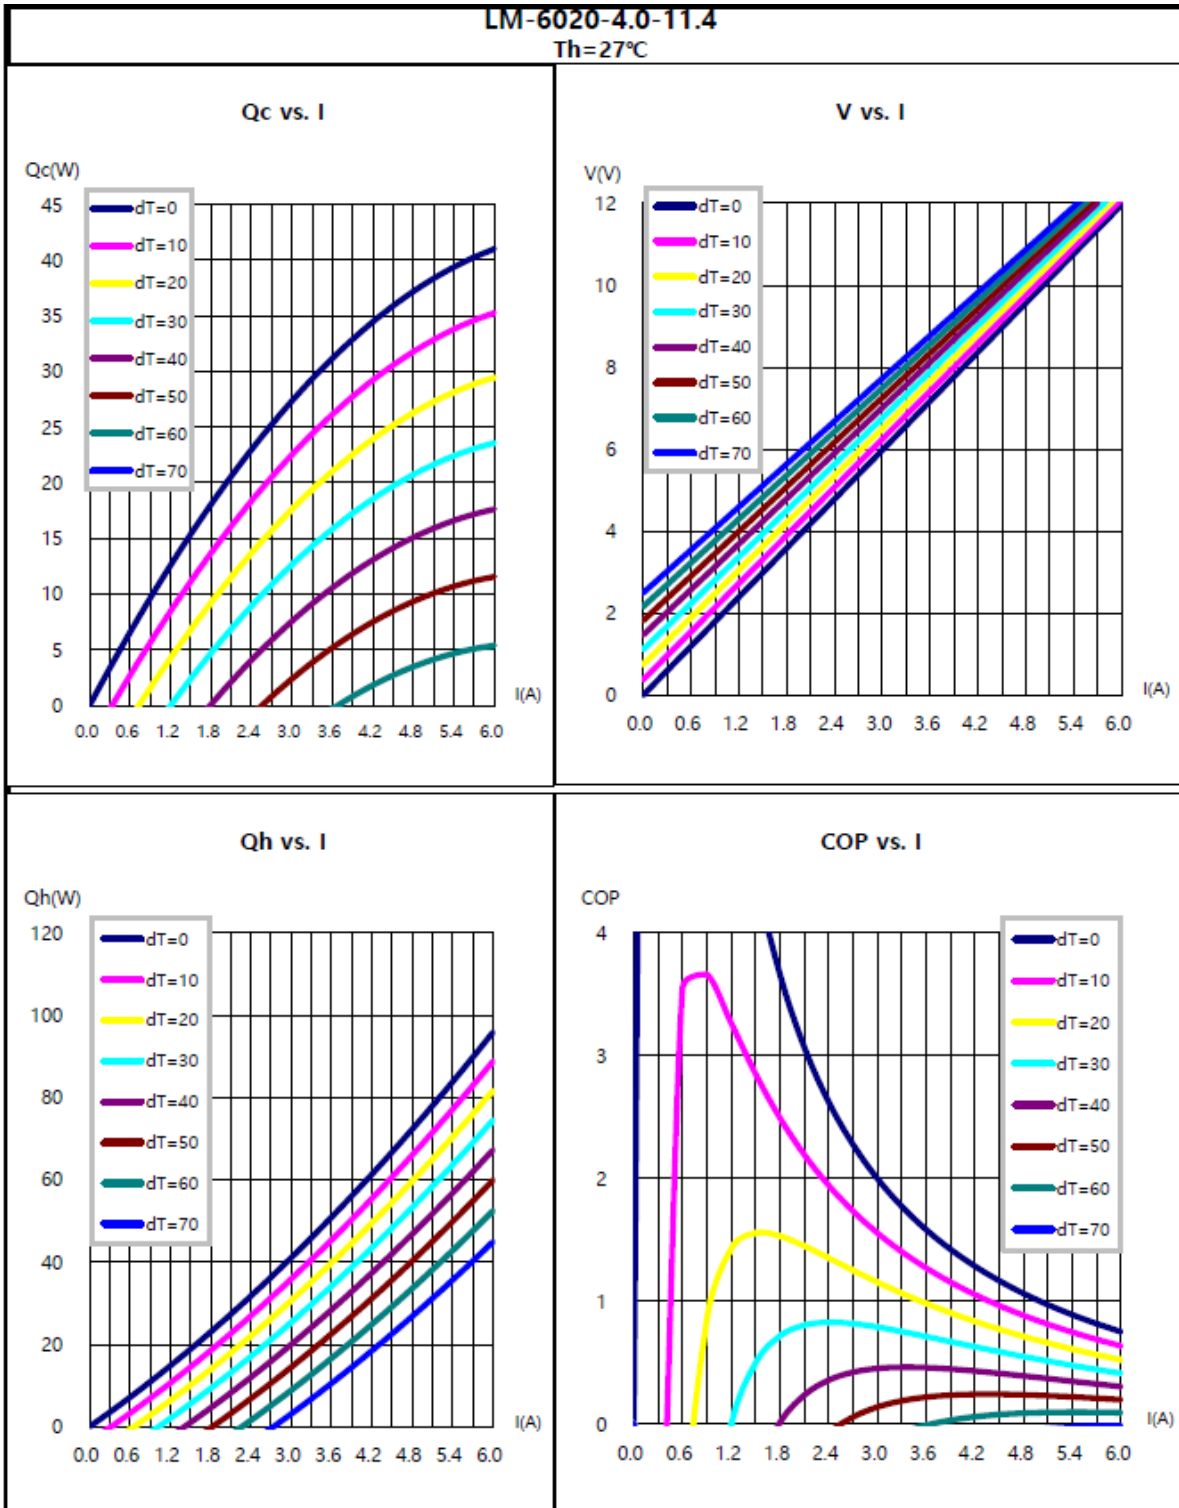 LM-6020-4.0-11.4
Th=27℃
Qc vs. I
Qc(W)
45
40
35
30
25
20
15
10
5
0
dT=0
dT=10
dT=20
dT=30
dT=40
dT=50
dT=60
dT=70
I(A)
0.0 0.6 1.2 1.8 2.4 3.0 3.6 4.2 4.8 5.4 6.0
V vs. I
V(V)
12
10
8
6
4
2
0
dT=0
dT=10
dT=20
dT=30
dT=40
dT=50
dT=60
dT=70
I(A)
0.0 0.6 1.2 1.8 2.4 3.0 3.6 4.2 4.8 5.4 6.0
Qh vs. I
Qh(W)
120
100
80
60
40
20
0
dT=0
dT=10
dT=20
dT=30
dT=40
dT=50
dT=60
dT=70
I(A)
0.0 0.6 1.2 1.8 2.4 3.0 3.6 4.2 4.8 5.4 6.0
COP vs. I
COP
4
3
2
1
0
dT=0
dT=10
dT=20
dT=30
dT=40
dT=50
dT=60
dT=70
I(A)
0.0 0.6 1.2 1.8 2.4 3.0 3.6 4.2 4.8 5.4 6.0